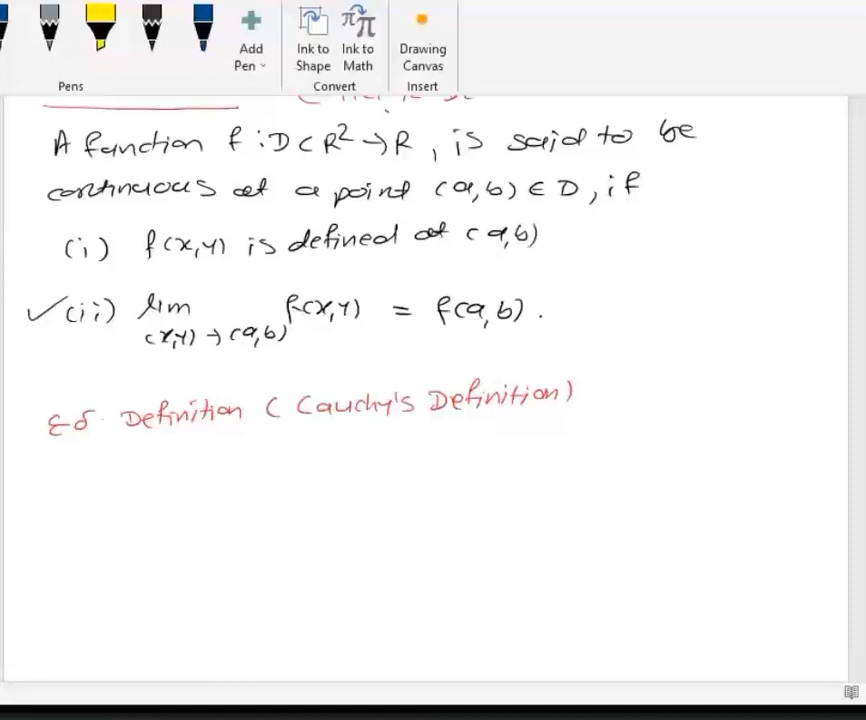 Add Pen
Ink to Shape
Ink to Math
Drawing Canvas
Pens
Convert
Insert
A function f : D ⊂ R² → R, is said to be
continuous at a point (a,b) ∈ D, if
(i) f(x,y) is defined at (a,b)
✓(ii) lim f(x,y) = f(a,b).
(x,y) → (a,b)
εδ. Definition ( Cauchy's Definition)